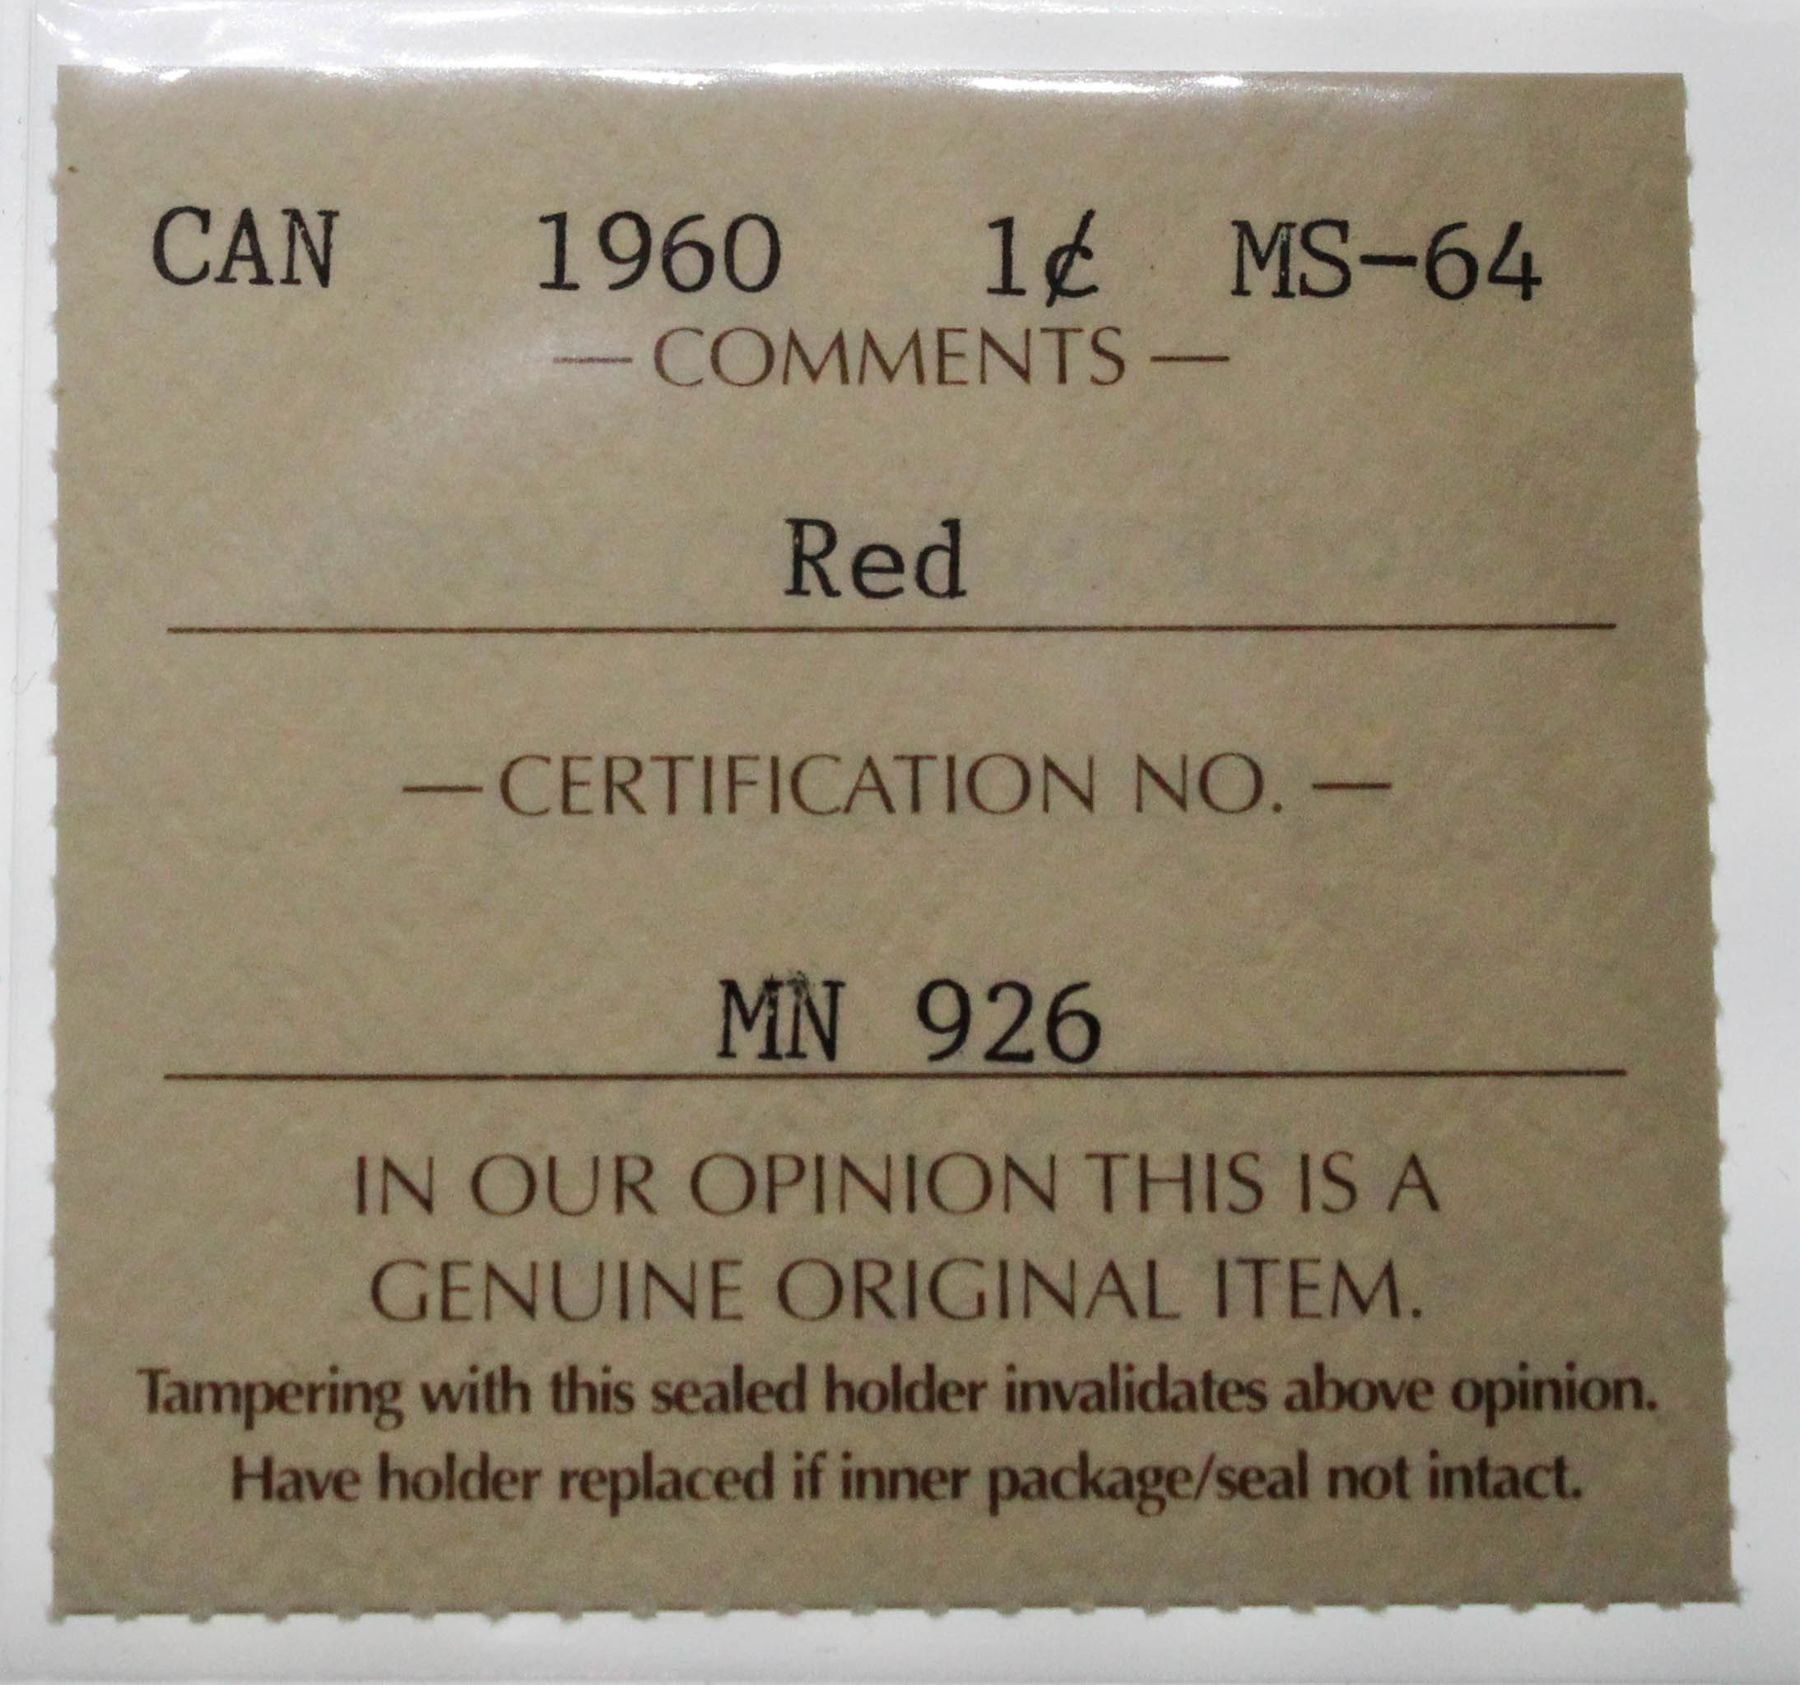 CAN 1960 1¢ MS-64
— COMMENTS —
Red
— CERTIFICATION NO. —
MN 926
IN OUR OPINION THIS IS A
GENUINE ORIGINAL ITEM.
Tampering with this sealed holder invalidates above opinion.
Have holder replaced if inner package/seal not intact.